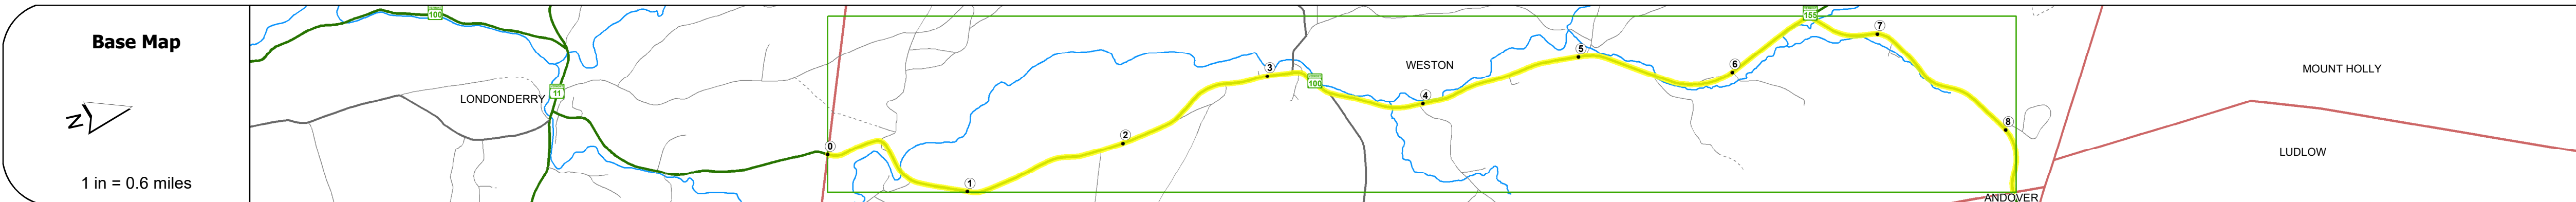 Base Map
N
1 in = 0.6 miles
100
LONDONDERRY
11
0
1
2
3
100
4
WESTON
5
6
155
7
8
MOUNT HOLLY
LUDLOW
ANDOVER